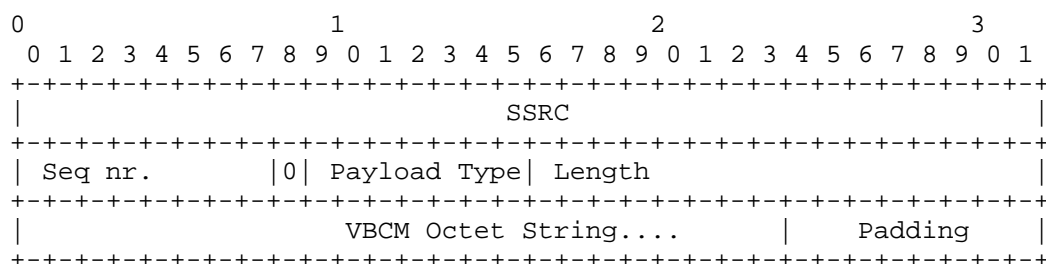 0                   1                   2                   3
 0 1 2 3 4 5 6 7 8 9 0 1 2 3 4 5 6 7 8 9 0 1 2 3 4 5 6 7 8 9 0 1
+-+-+-+-+-+-+-+-+-+-+-+-+-+-+-+-+-+-+-+-+-+-+-+-+-+-+-+-+-+-+-+-+
|                              SSRC                             |
+-+-+-+-+-+-+-+-+-+-+-+-+-+-+-+-+-+-+-+-+-+-+-+-+-+-+-+-+-+-+-+-+
| Seq nr.       |0| Payload Type| Length                        |
+-+-+-+-+-+-+-+-+-+-+-+-+-+-+-+-+-+-+-+-+-+-+-+-+-+-+-+-+-+-+-+-+
|                    VBCM Octet String....      |    Padding    |
+-+-+-+-+-+-+-+-+-+-+-+-+-+-+-+-+-+-+-+-+-+-+-+-+-+-+-+-+-+-+-+-+